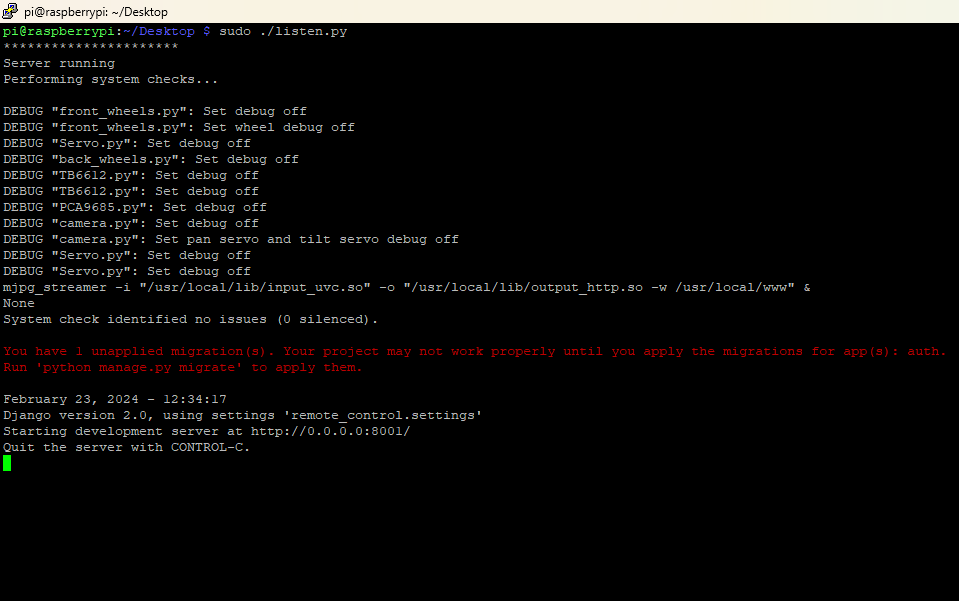 pi@raspberrypi: ~/Desktop
pi@raspberrypi:~/Desktop $ sudo ./listen.py
**********************
Server running
Performing system checks...
DEBUG "front_wheels.py": Set debug off
DEBUG "front_wheels.py": Set wheel debug off
DEBUG "Servo.py": Set debug off
DEBUG "back_wheels.py": Set debug off
DEBUG "TB6612.py": Set debug off
DEBUG "TB6612.py": Set debug off
DEBUG "PCA9685.py": Set debug off
DEBUG "camera.py": Set debug off
DEBUG "camera.py": Set pan servo and tilt servo debug off
DEBUG "Servo.py": Set debug off
DEBUG "Servo.py": Set debug off
mjpg_streamer -i "/usr/local/lib/input_uvc.so" -o "/usr/local/lib/output_http.so -w /usr/local/www" &
None
System check identified no issues (0 silenced).
You have 1 unapplied migration(s). Your project may not work properly until you apply the migrations for app(s): auth.
Run 'python manage.py migrate' to apply them.
February 23, 2024 - 12:34:17
Django version 2.0, using settings 'remote_control.settings'
Starting development server at http://0.0.0.0:8001/
Quit the server with CONTROL-C.